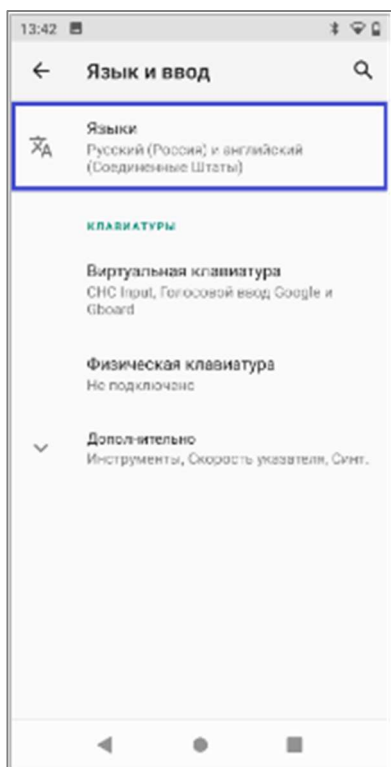 13:42
Язык и ввод
Языки
Русский (Россия) и английский
(Соединенные Штаты)
КЛАВИАТУРЫ
Виртуальная клавиатура
CHC Input, Голосовой ввод Google и
Gboard
Физическая клавиатура
Не подключено
Дополнительно
Инструменты, Скорость указателя, Синт.